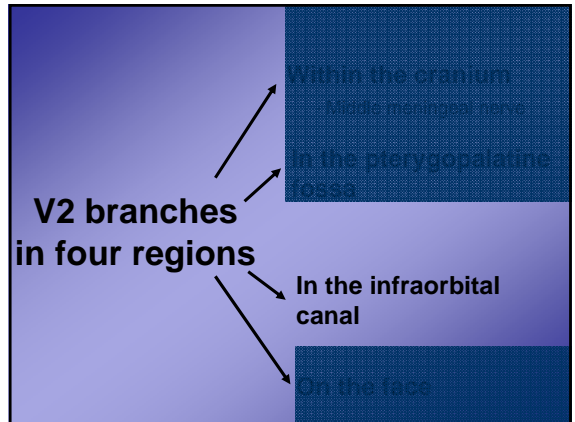 Within the cranium
- Middle meningeal nerve
In the pterygopalatine
fossa
V2 branches
in four regions
In the infraorbital
canal
On the face